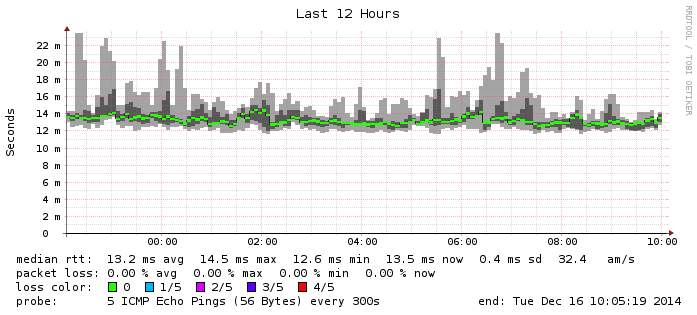 Last 12 Hours
RRDTOOL / TOBI OETIKER
Seconds
22 m
20 m
18 m
16 m
14 m
12 m
10 m
8 m
6 m
4 m
2 m
0
00:00 02:00 04:00 06:00 08:00 10:00
median rtt: 13.2 ms avg 14.5 ms max 12.6 ms min 13.5 ms now 0.4 ms sd 32.4 am/s
packet loss: 0.00 % avg 0.00 % max 0.00 % min 0.00 % now
loss color: 0 1/5 2/5 3/5 4/5
probe: 5 ICMP Echo Pings (56 Bytes) every 300s end: Tue Dec 16 10:05:19 2014